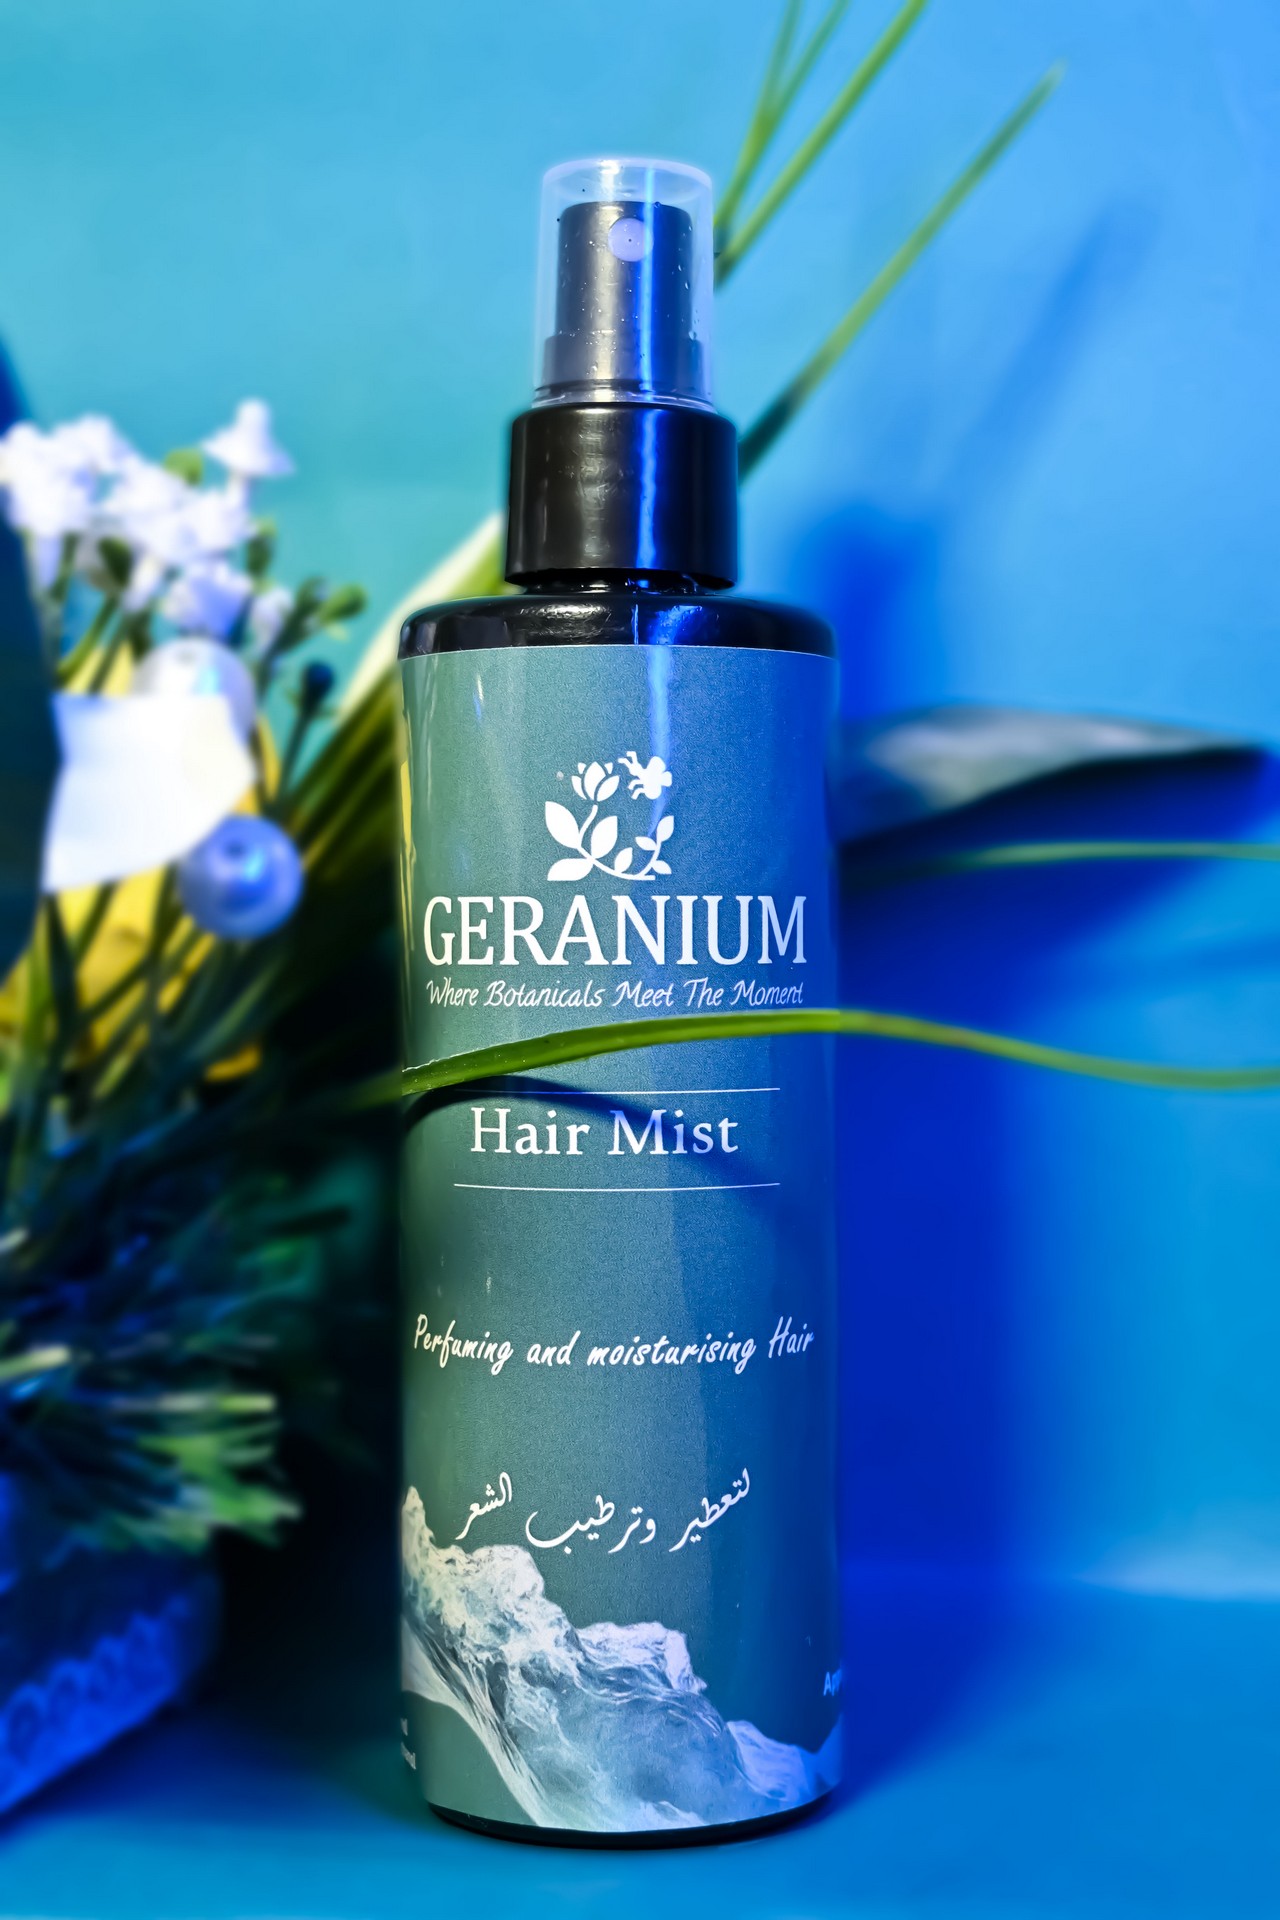 GERANIUM
Where Botanicals Meet The Moment
Hair Mist
Perfuming and moisturising Hair
لتعطير وترطيب الشعر